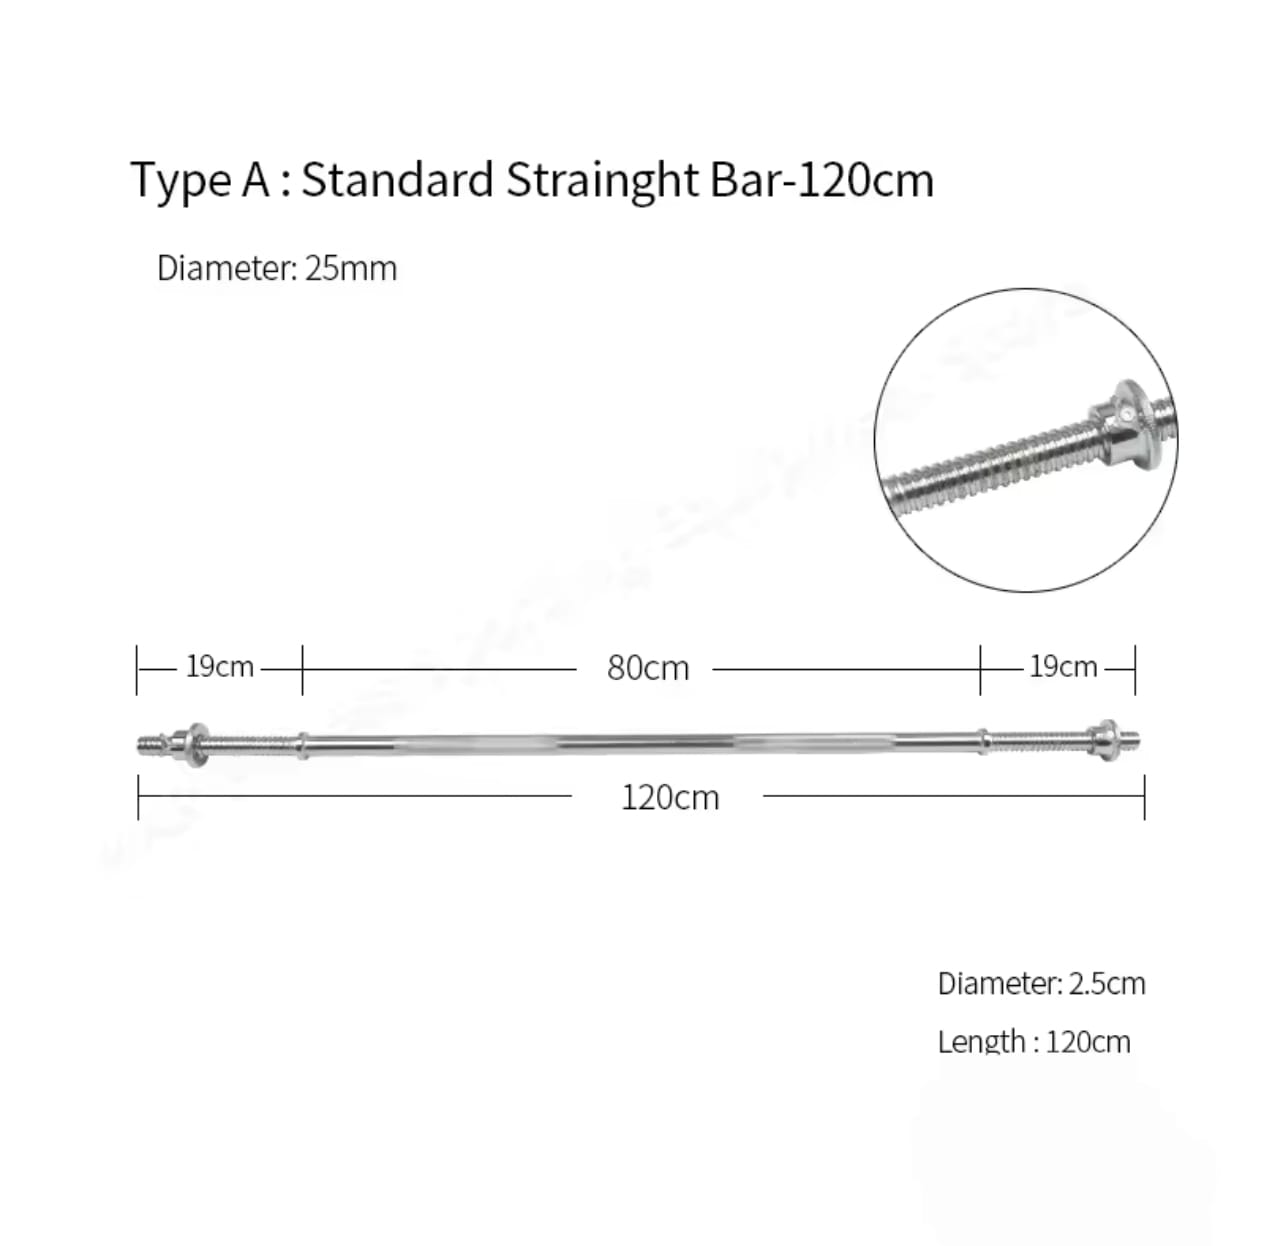 Type A : Standard Strainght Bar-120cm
Diameter: 25mm
19cm
80cm
19cm
120cm
Diameter: 2.5cm
Length : 120cm